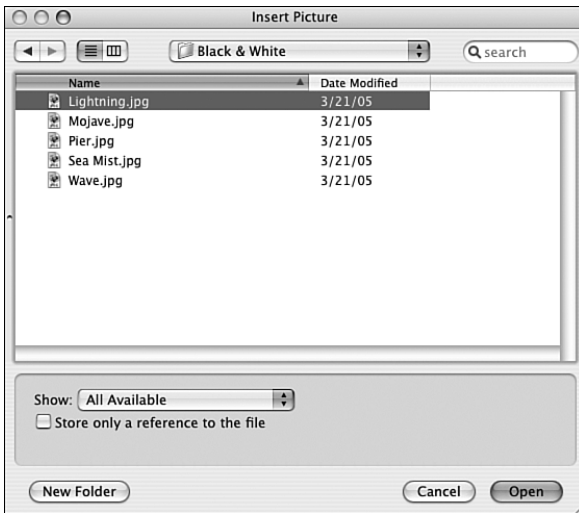 Insert Picture
Black & White
search
Name Date Modified
Lightning.jpg 3/21/05
Mojave.jpg 3/21/05
Pier.jpg 3/21/05
Sea Mist.jpg 3/21/05
Wave.jpg 3/21/05
Show: All Available
Store only a reference to the file
New Folder Cancel Open